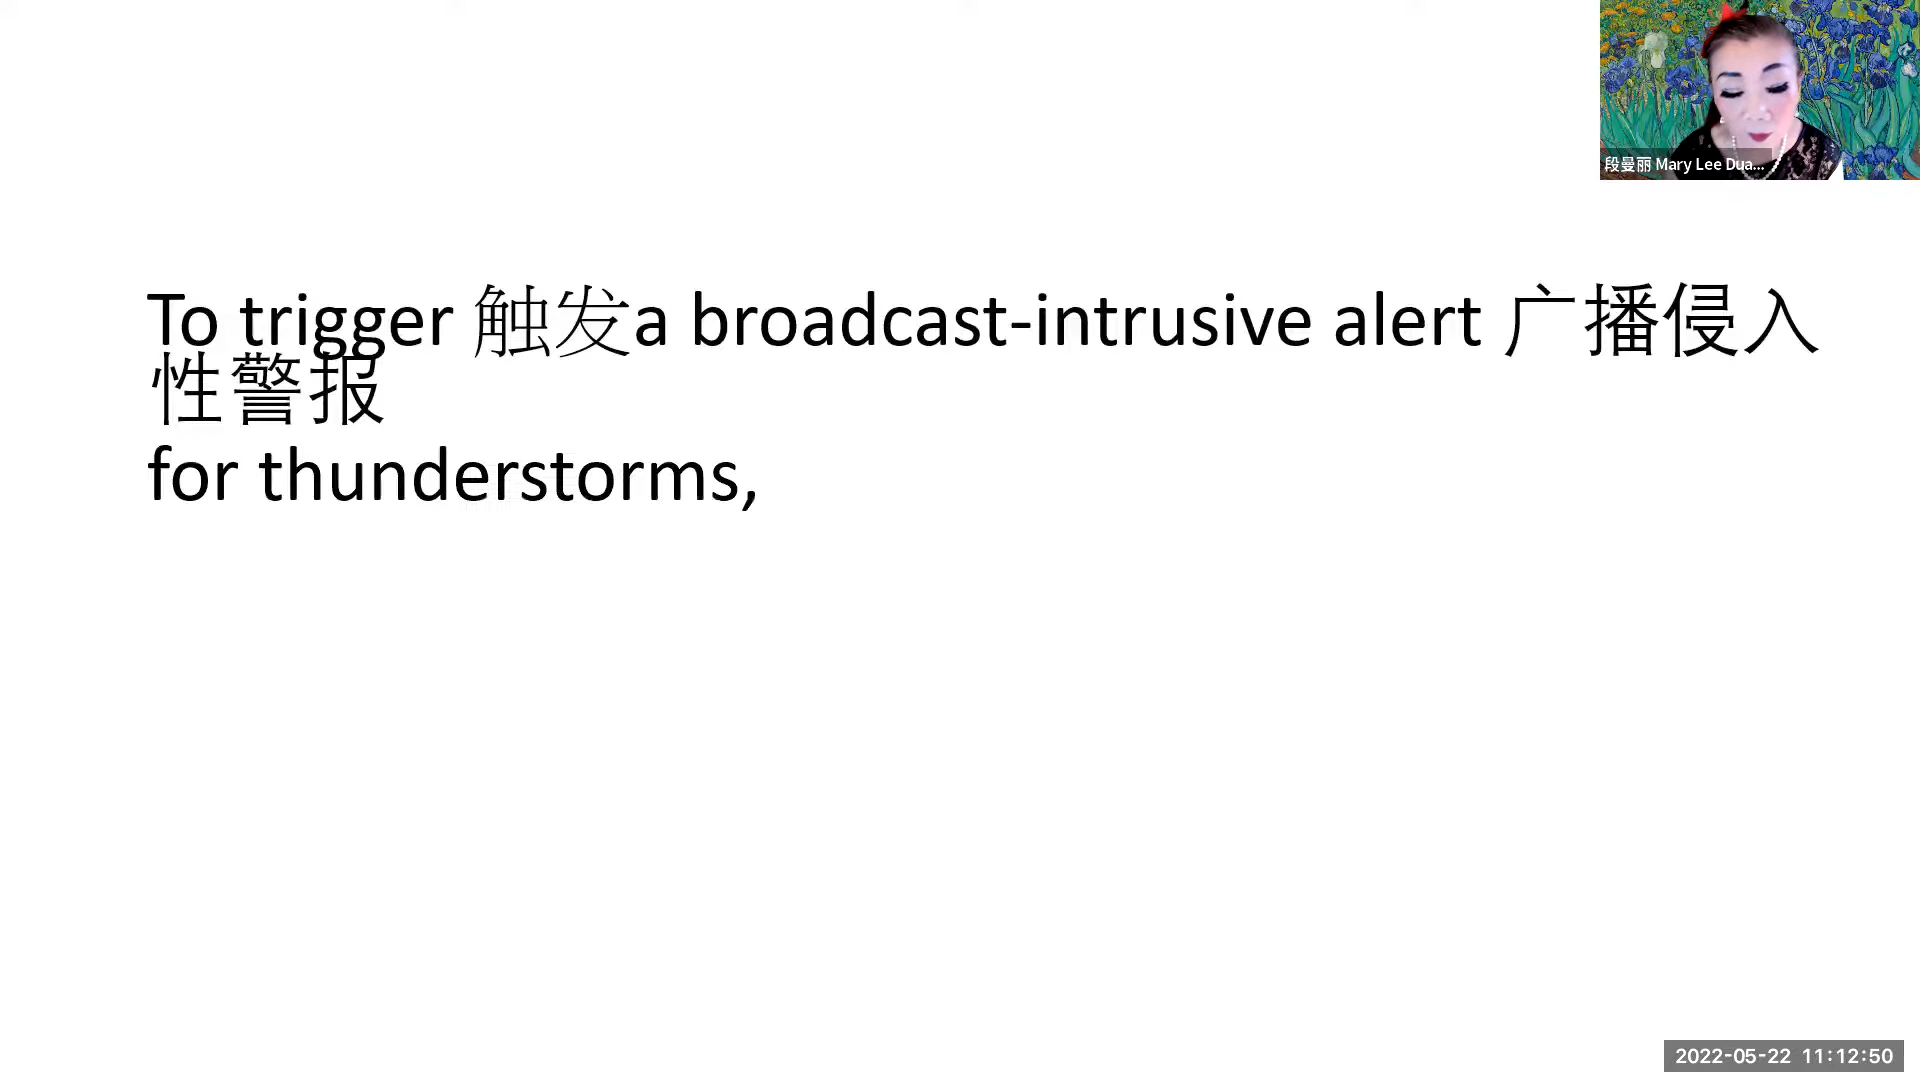 段曼丽 Mary Lee Dua...
To trigger 触发a broadcast-intrusive alert 广播侵入
性警报
for thunderstorms,
2022-05-22 11:12:50